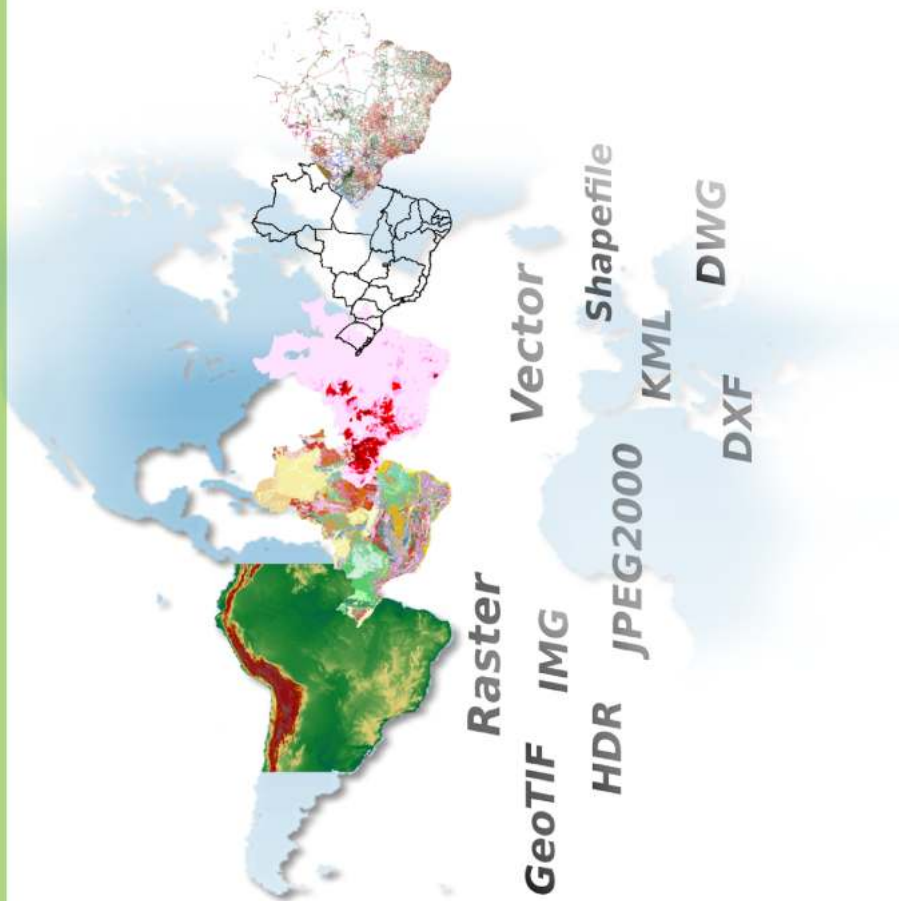 Vector
Shapefile
KML
DWG
DXF
Raster
GeoTIF
IMG
HDR
JPEG2000